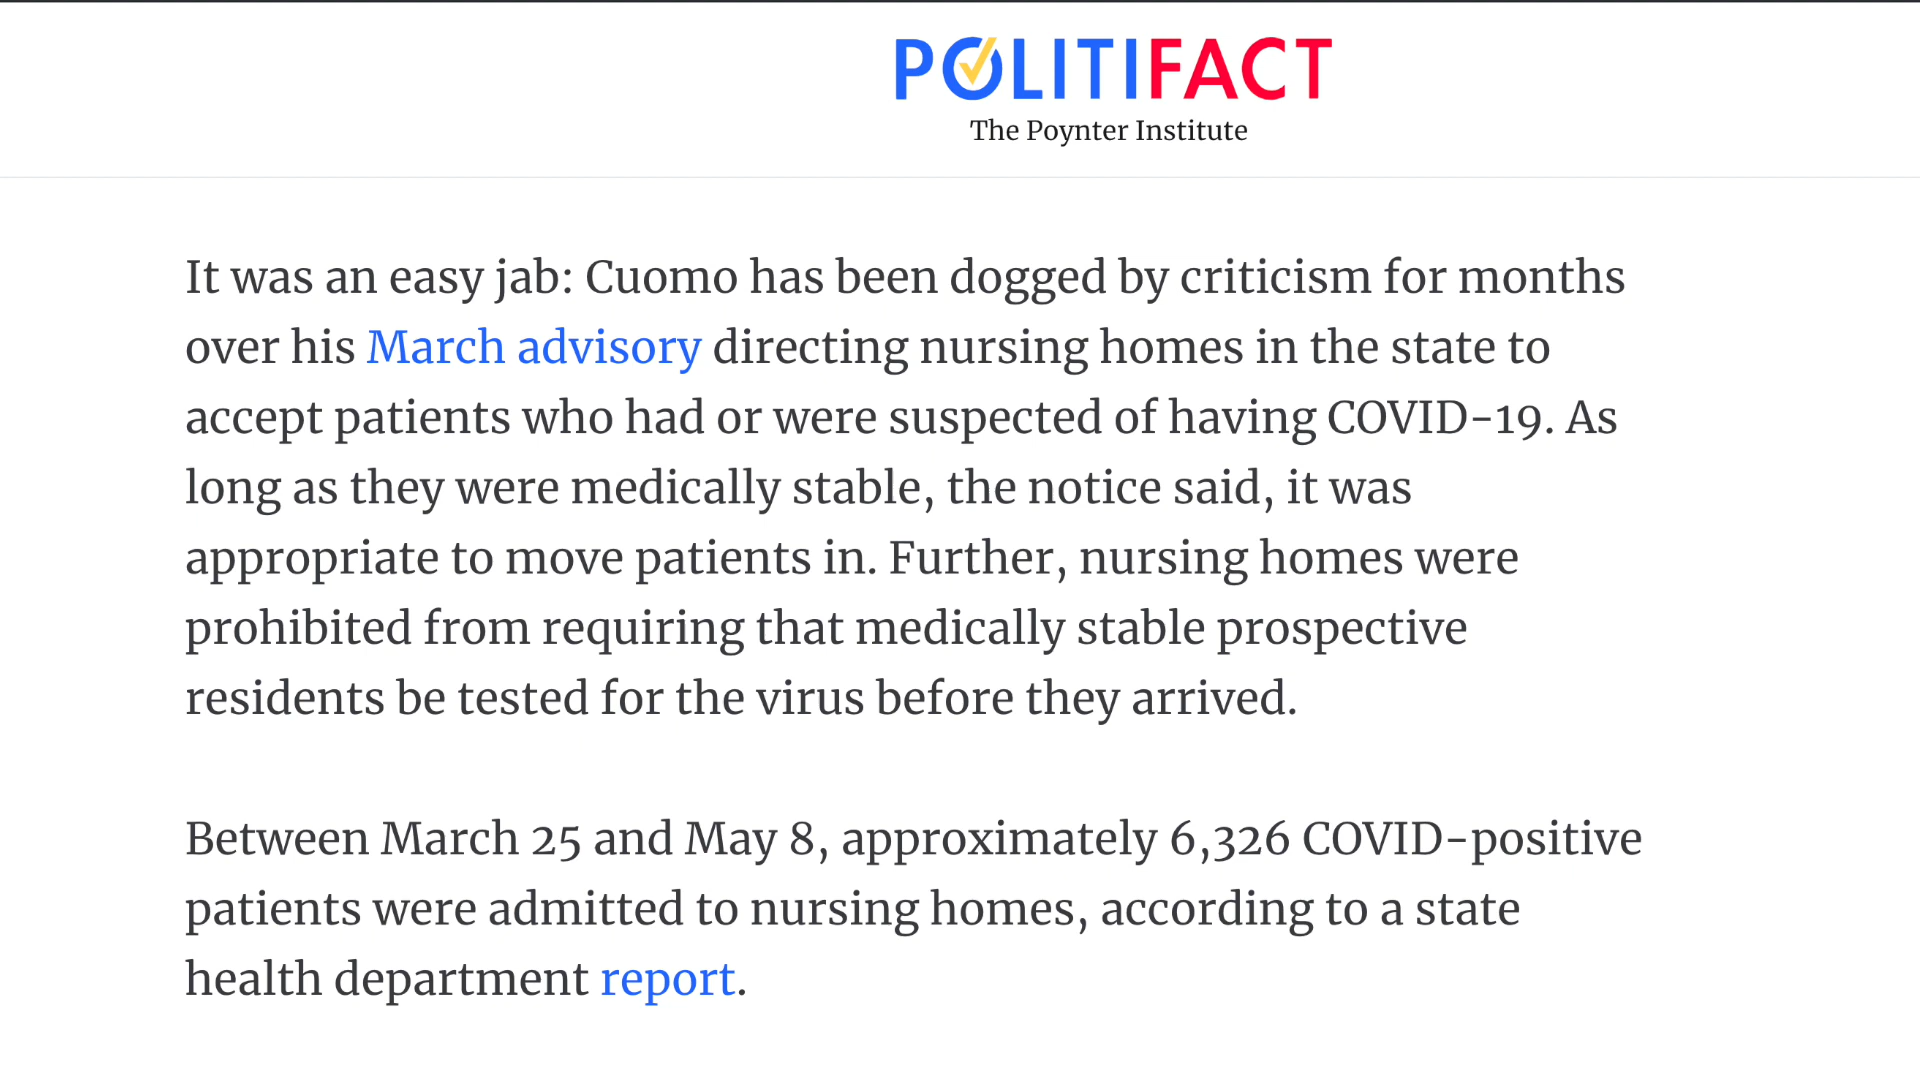 POLITIFACT
The Poynter Institute
It was an easy jab: Cuomo has been dogged by criticism for months
over his March advisory directing nursing homes in the state to
accept patients who had or were suspected of having COVID-19. As
long as they were medically stable, the notice said, it was
appropriate to move patients in. Further, nursing homes were
prohibited from requiring that medically stable prospective
residents be tested for the virus before they arrived.
Between March 25 and May 8, approximately 6,326 COVID-positive
patients were admitted to nursing homes, according to a state
health department report.